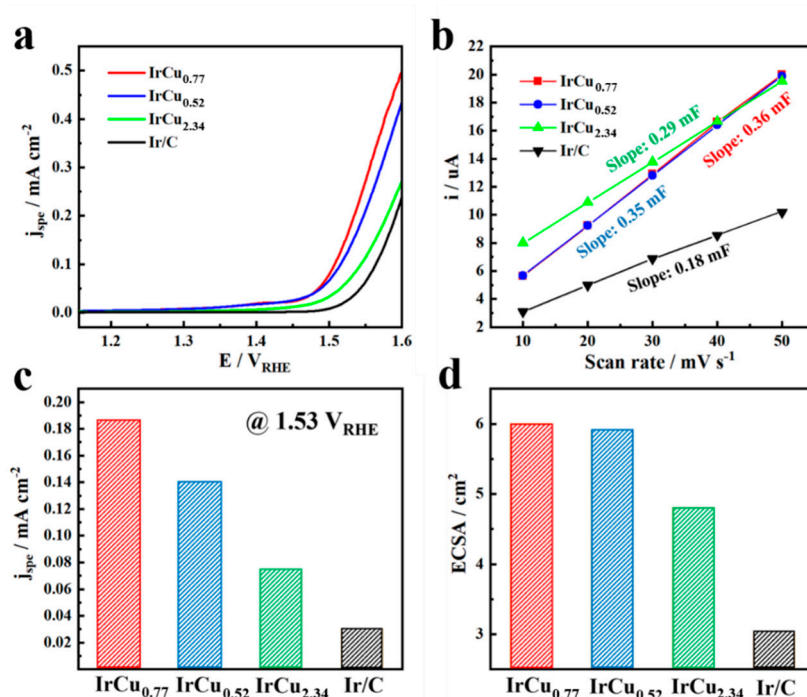 a
IrCu0.77
IrCu0.52
IrCu2.34
Ir/C
0.5
0.4
0.3
0.2
0.1
0.0
jspe / mA cm-2
1.2 1.3 1.4 1.5 1.6
E / VRHE
b
IrCu0.77
IrCu0.52
IrCu2.34
Ir/C
22
20
18
16
14
12
10
8
6
4
2
i / uA
Slope: 0.29 mF
Slope: 0.36 mF
Slope: 0.35 mF
Slope: 0.18 mF
10 20 30 40 50
Scan rate / mV s-1
c
@ 1.53 VRHE
0.20
0.18
0.16
0.14
0.12
0.10
0.08
0.06
0.04
0.02
jspe / mA cm-2
IrCu0.77 IrCu0.52 IrCu2.34 Ir/C
d
6
5
4
3
ECSA / cm2
IrCu0.77 IrCu0.52 IrCu2.34 Ir/C